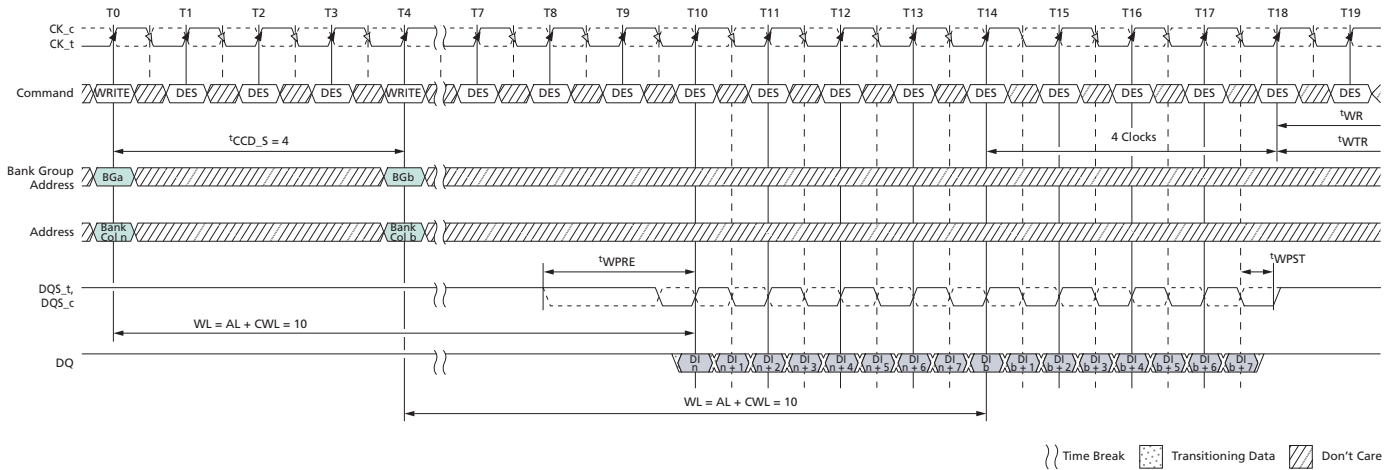 T0 T1 T2 T3 T4 T7 T8 T9 T10 T11 T12 T13 T14 T15 T16 T17 T18 T19
CK_c
CK_t
Command WRITE DES DES DES WRITE DES DES DES DES DES DES DES DES DES DES DES DES DES
tWR
tCCD_S = 4
4 Clocks
tWTR
Bank Group
Address
BGa BGb
Address
Bank
Col n
Bank
Col b
tWPRE
tWPST
DQS_t,
DQS_c
WL = AL + CWL = 10
DQ
DI
n
DI
n + 1
DI
n + 2
DI
n + 3
DI
n + 4
DI
n + 5
DI
n + 6
DI
n + 7
DI
b
DI
b + 1
DI
b + 2
DI
b + 3
DI
b + 4
DI
b + 5
DI
b + 6
DI
b + 7
WL = AL + CWL = 10
Time Break Transitioning Data Don't Care